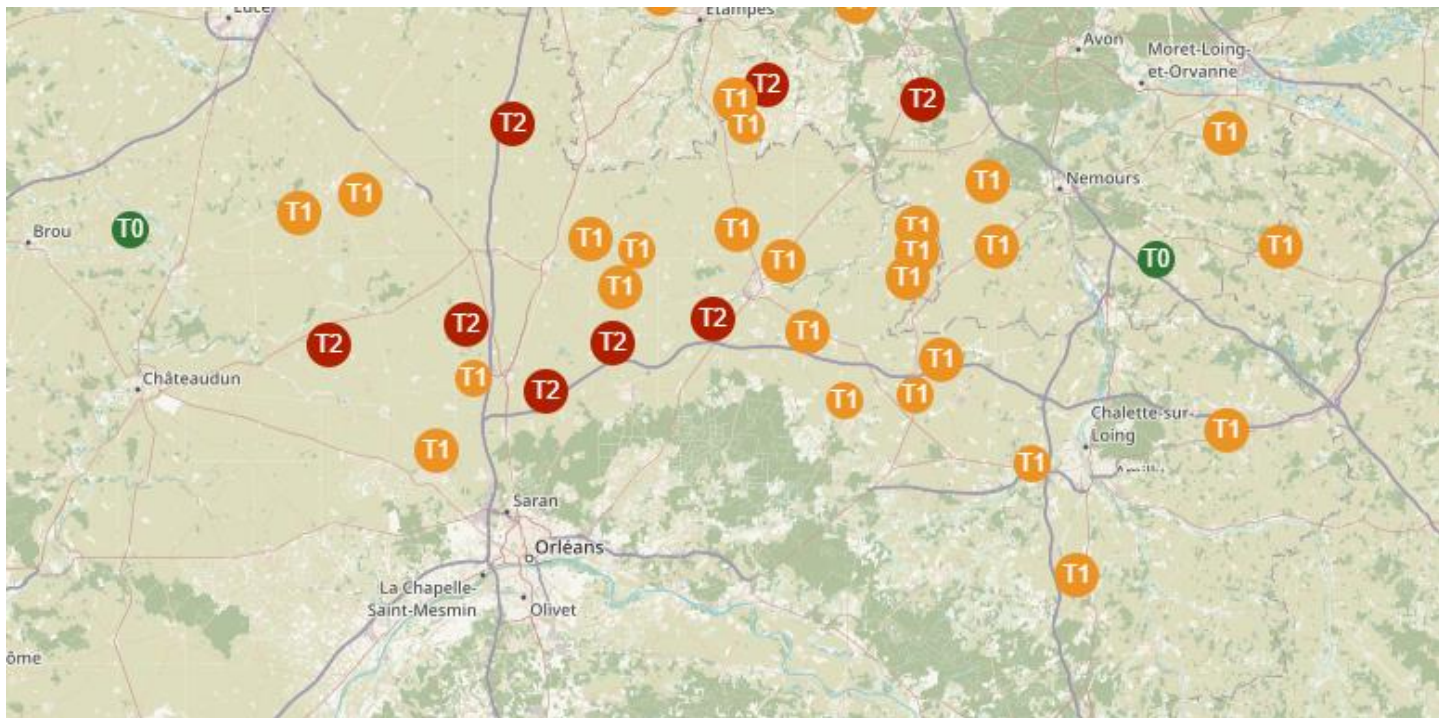 Étampes
Avon
Moret-Loing-
et-Orvanne
T2
T1
T2
T2
T1
T1
T1
Nemours
T1
T1
T1
Brou
T0
T1
T1
T1
T1
T1
T1
T1
T0
T1
T1
T1
T2
T2
T2
T1
T2
T1
Châteaudun
T1
T2
T1
T1
Chalette-sur-
Loing
T1
T1
T1
Saran
Orléans
La Chapelle-
Saint-Mesmin
T1
Olivet
ôme